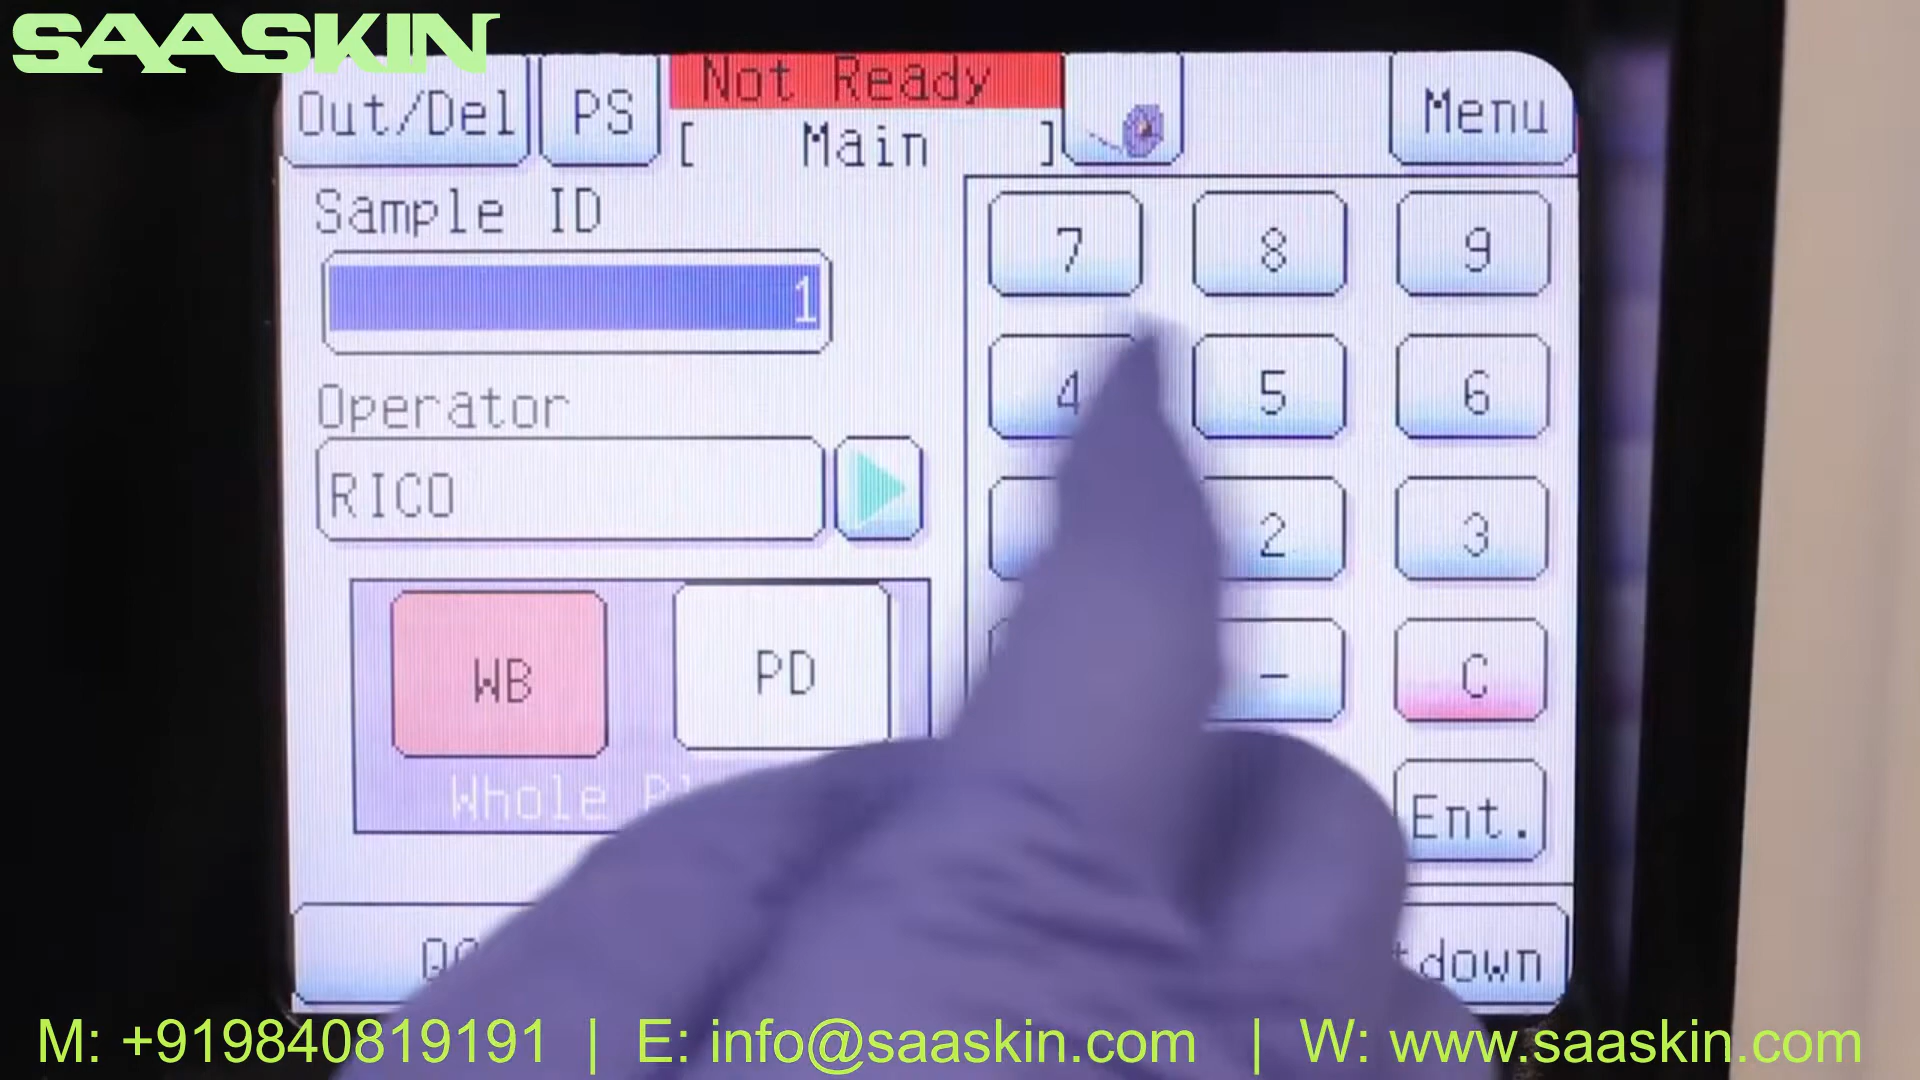 SAASKIN
Out/Del PS Not Ready Menu
[ Main ]
Sample ID
7 8 9
1
4 5 6
Operator
RICO
2 3
WB PD
- C
Whole
Ent.
M: +919840819191 | E: info@saaskin.com | W: www.saaskin.com